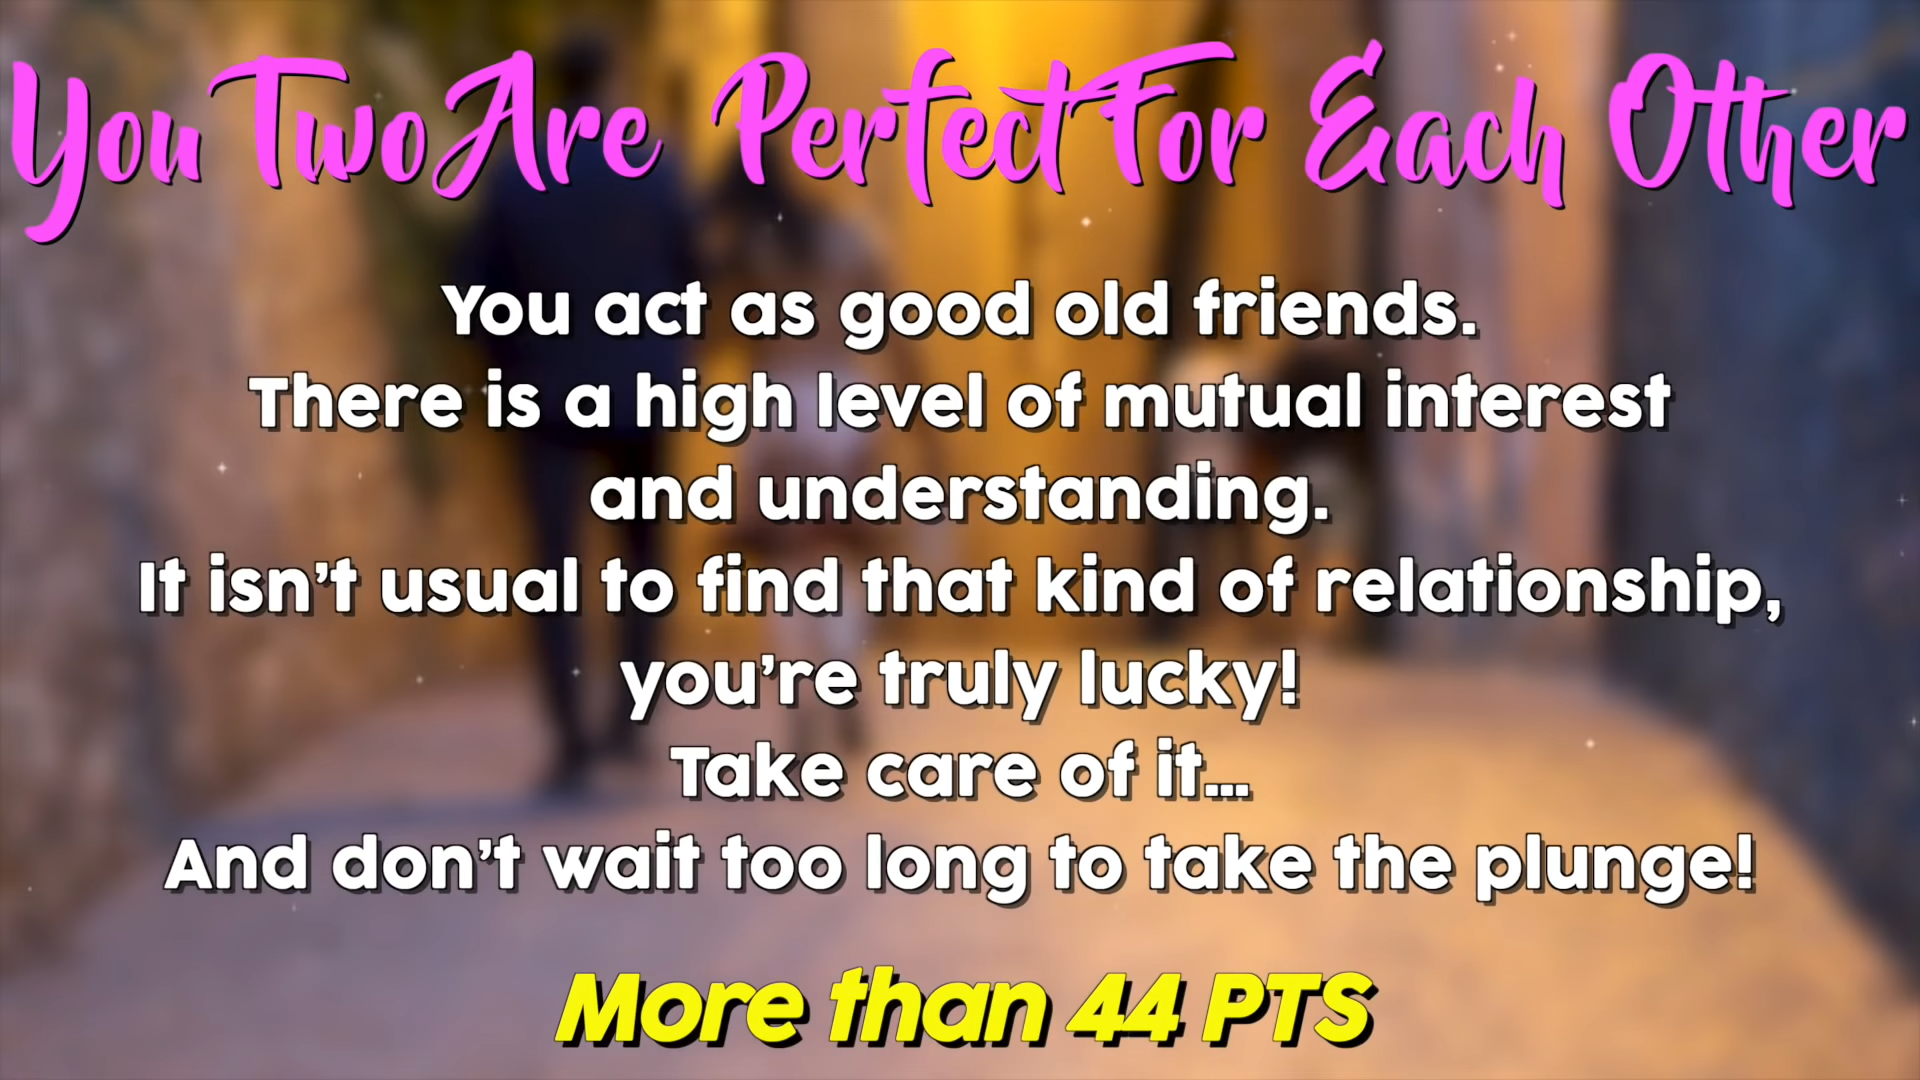 You Two Are Perfect For Each Other
You act as good old friends.
There is a high level of mutual interest
and understanding.
It isn't usual to find that kind of relationship,
you're truly lucky!
Take care of it...
And don't wait too long to take the plunge!
More than 44 PTS